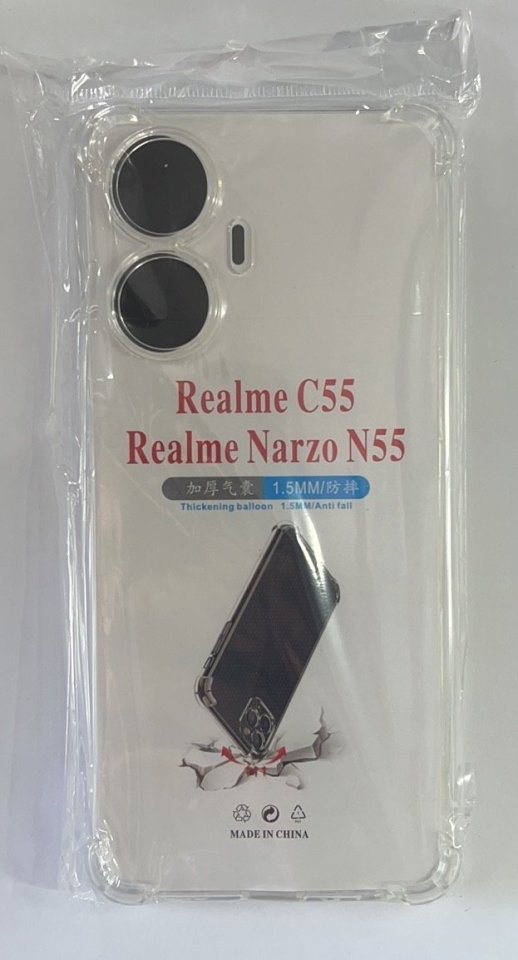 Realme C55
Realme Narzo N55
加厚气囊 1.5MM/防摔
Thickening balloon 1.5MM/Anti fall
MADE IN CHINA